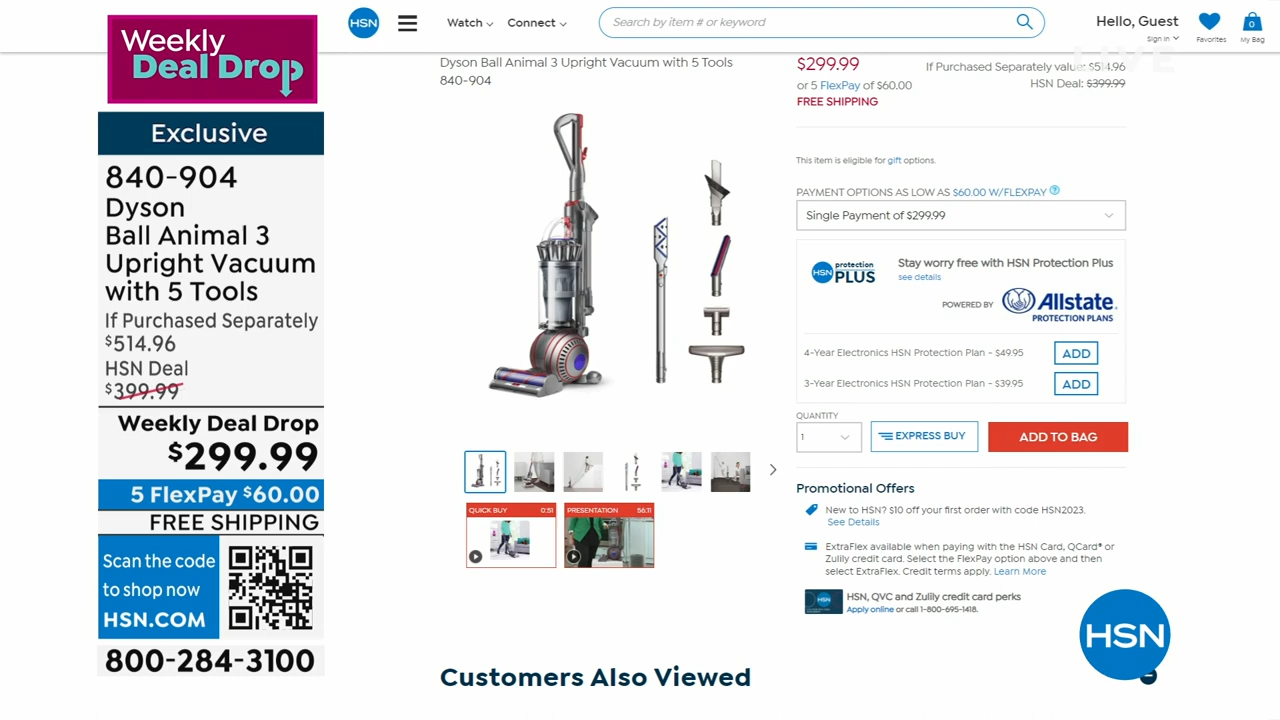 Weekly
Deal Drop
Exclusive
840-904
Dyson
Ball Animal 3
Upright Vacuum
with 5 Tools
If Purchased Separately
$514.96
HSN Deal
$399.99
Weekly Deal Drop
$299.99
5 FlexPay $60.00
FREE SHIPPING
Scan the code
to shop now
HSN.COM
800-284-3100
HSN
Watch
Connect
Search by item # or keyword
Hello, Guest
Sign In
Favorites
0
My Bag
LIVE
Dyson Ball Animal 3 Upright Vacuum with 5 Tools
840-904
$299.99
or 5 FlexPay of $60.00
FREE SHIPPING
If Purchased Separately value: $514.96
HSN Deal: $399.99
This item is eligible for gift options.
PAYMENT OPTIONS AS LOW AS $60.00 W/FLEXPAY ?
Single Payment of $299.99
HSN protection PLUS
Stay worry free with HSN Protection Plus
see details
POWERED BY Allstate.
PROTECTION PLANS
4-Year Electronics HSN Protection Plan - $49.95 ADD
3-Year Electronics HSN Protection Plan - $39.95 ADD
QUANTITY
1
EXPRESS BUY
ADD TO BAG
QUICK BUY 0:51
PRESENTATION 56:11
Promotional Offers
New to HSN? $10 off your first order with code HSN2023.
See Details
ExtraFlex available when paying with the HSN Card, QCard® or
Zulily credit card. Select the FlexPay option above and then
select ExtraFlex. Credit terms apply. Learn More
HSN
HSN, QVC and Zulily credit card perks
Apply online or call 1-800-695-1418.
HSN
Customers Also Viewed